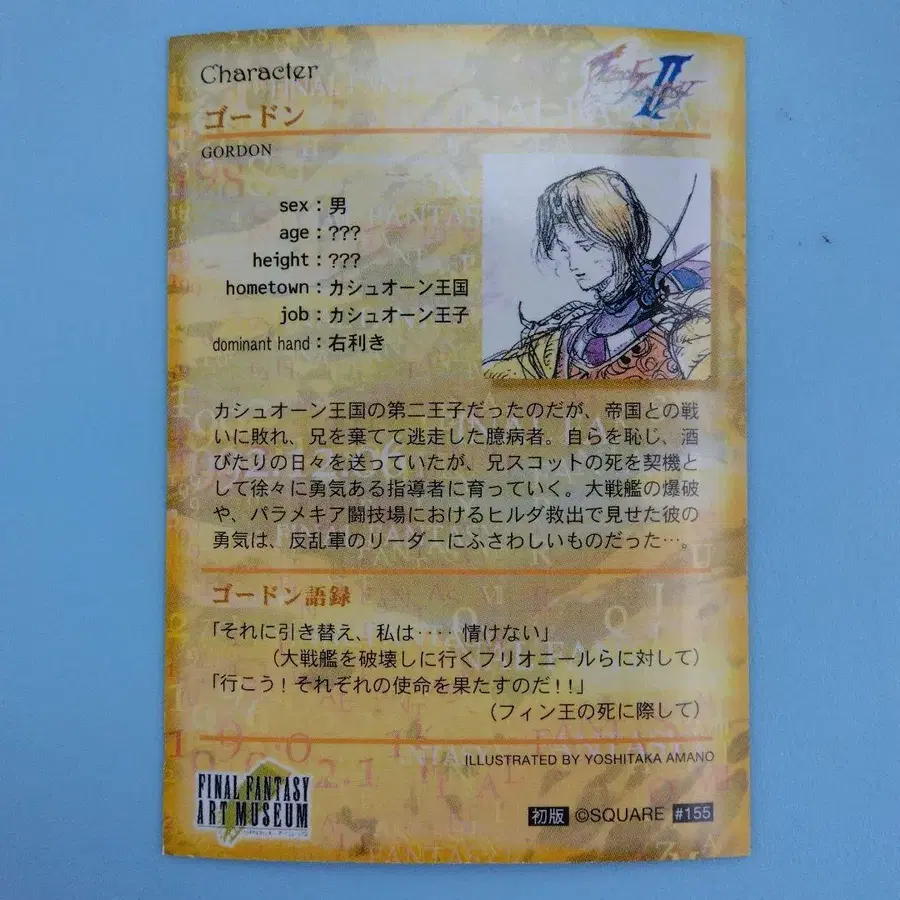 Character
FINAL FANTASY II
ゴードン
GORDON
sex：男
age：???
height：???
hometown：カシュオーン王国
job：カシュオーン王子
dominant hand：右利き
カシュオーン王国の第二王子だったのだが、帝国との戦
いに敗れ、兄を棄てて逃走した臆病者。自らを恥じ、酒
びたりの日々を送っていたが、兄スコットの死を契機と
して徐々に勇気ある指導者に育っていく。大戦艦の爆破
や、パラメキア闘技場におけるヒルダ救出で見せた彼の
勇気は、反乱軍のリーダーにふさわしいものだった…。
ゴードン語録
「それに引き替え、私は‥‥ 情けない」
（大戦艦を破壊しに行くフリオニールらに対して）
「行こう！それぞれの使命を果たすのだ！！」
（フィン王の死に際して）
ILLUSTRATED BY YOSHITAKA AMANO
FINAL FANTASY
ART MUSEUM
初版 ©SQUARE #155